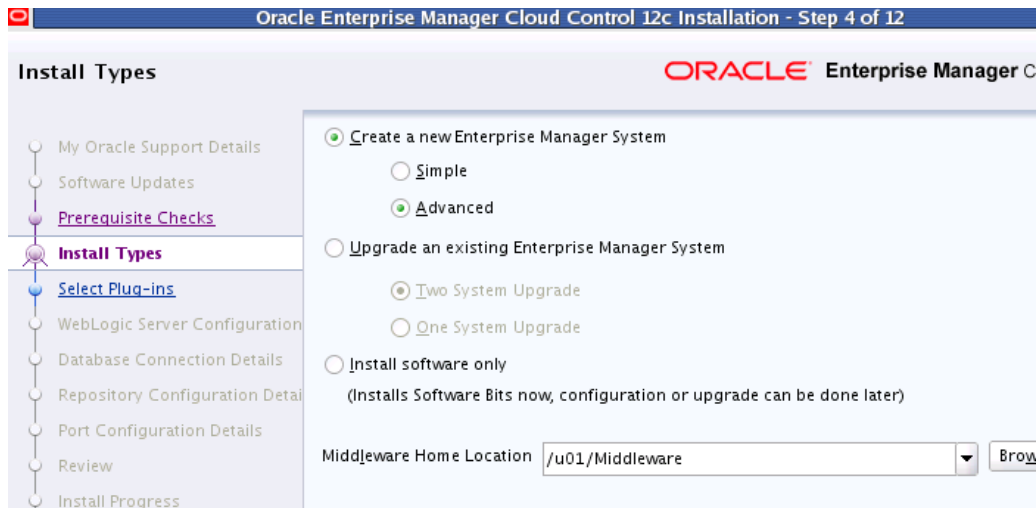 Oracle Enterprise Manager Cloud Control 12c Installation - Step 4 of 12
Install Types
ORACLE Enterprise Manager C
My Oracle Support Details
Software Updates
Prerequisite Checks
Install Types
Select Plug-ins
WebLogic Server Configuration
Database Connection Details
Repository Configuration Detai
Port Configuration Details
Review
Install Progress
Create a new Enterprise Manager System
Simple
Advanced
Upgrade an existing Enterprise Manager System
Two System Upgrade
One System Upgrade
Install software only
(Installs Software Bits now, configuration or upgrade can be done later)
Middleware Home Location /u01/Middleware Brow